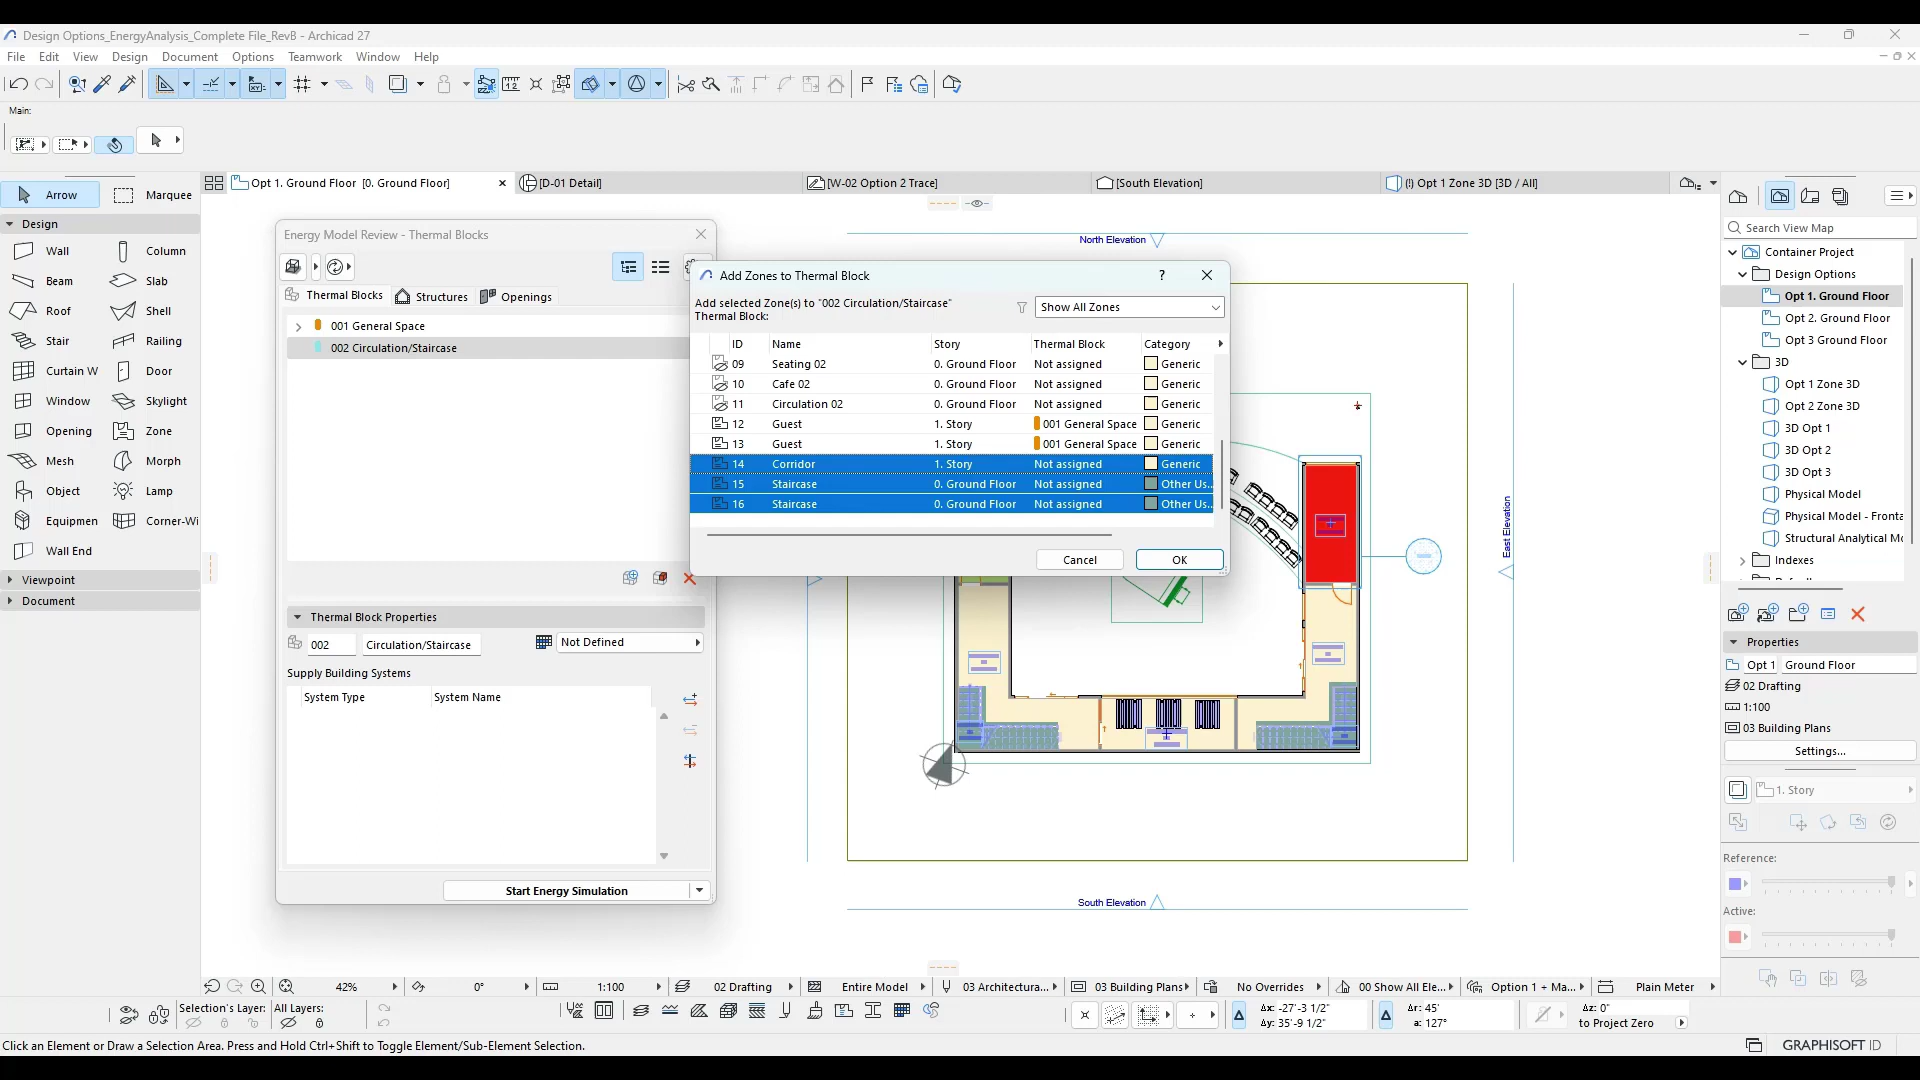 Design Options_EnergyAnalysis_Complete File_RevB - Archicad 27
File Edit View Design Document Options Teamwork Window Help
Main:
Arrow Marquee
Opt 1. Ground Floor [0. Ground Floor]
[D-01 Detail]
[W-02 Option 2 Trace]
[South Elevation]
(!) Opt 1 Zone 3D [3D / All]
Design
Wall Column
Beam Slab
Roof Shell
Stair Railing
Curtain W Door
Window Skylight
Opening Zone
Mesh Morph
Object Lamp
Equipmen Corner-Wi
Wall End
Viewpoint
Document
Energy Model Review - Thermal Blocks
Thermal Blocks Structures Openings
001 General Space
002 Circulation/Staircase
Thermal Block Properties
002 Circulation/Staircase Not Defined
Supply Building Systems
System Type System Name
Start Energy Simulation
Add Zones to Thermal Block
?
Add selected Zone(s) to "002 Circulation/Staircase"
Thermal Block:
Show All Zones
ID Name Story Thermal Block Category
09 Seating 02 0. Ground Floor Not assigned Generic
10 Cafe 02 0. Ground Floor Not assigned Generic
11 Circulation 02 0. Ground Floor Not assigned Generic
12 Guest 1. Story 001 General Space Generic
13 Guest 1. Story 001 General Space Generic
14 Corridor 1. Story Not assigned Generic
15 Staircase 0. Ground Floor Not assigned Other Us...
16 Staircase 0. Ground Floor Not assigned Other Us...
Cancel OK
North Elevation
East Elevation
South Elevation
Search View Map
Container Project
Design Options
Opt 1. Ground Floor
Opt 2. Ground Floor
Opt 3 Ground Floor
3D
Opt 1 Zone 3D
Opt 2 Zone 3D
3D Opt 1
3D Opt 2
3D Opt 3
Physical Model
Physical Model - Fronta
Structural Analytical Mo
Indexes
Properties
Opt 1 Ground Floor
02 Drafting
1:100
03 Building Plans
Settings...
1. Story
Reference:
Active:
42% 0° 1:100 02 Drafting Entire Model 03 Architectura... 03 Building Plans No Overrides 00 Show All Ele... Option 1 + Ma... Plain Meter
Selection's Layer: All Layers:
Δx: -27'-3 1/2"
Δy: 35'-9 1/2"
Δr: 45'
a: 127°
Δz: 0"
to Project Zero
Click an Element or Draw a Selection Area. Press and Hold Ctrl+Shift to Toggle Element/Sub-Element Selection.
GRAPHISOFT ID